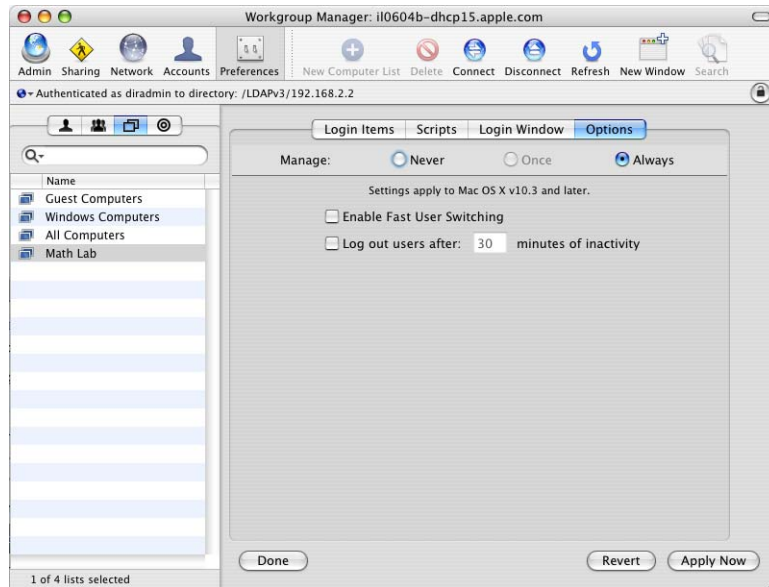 Workgroup Manager: il0604b-dhcp15.apple.com
Admin Sharing Network Accounts Preferences New Computer List Delete Connect Disconnect Refresh New Window Search
Authenticated as diradmin to directory: /LDAPv3/192.168.2.2
Login Items Scripts Login Window Options
Manage: Never Once Always
Name
Guest Computers
Windows Computers
All Computers
Math Lab
Settings apply to Mac OS X v10.3 and later.
Enable Fast User Switching
Log out users after: 30 minutes of inactivity
Done Revert Apply Now
1 of 4 lists selected